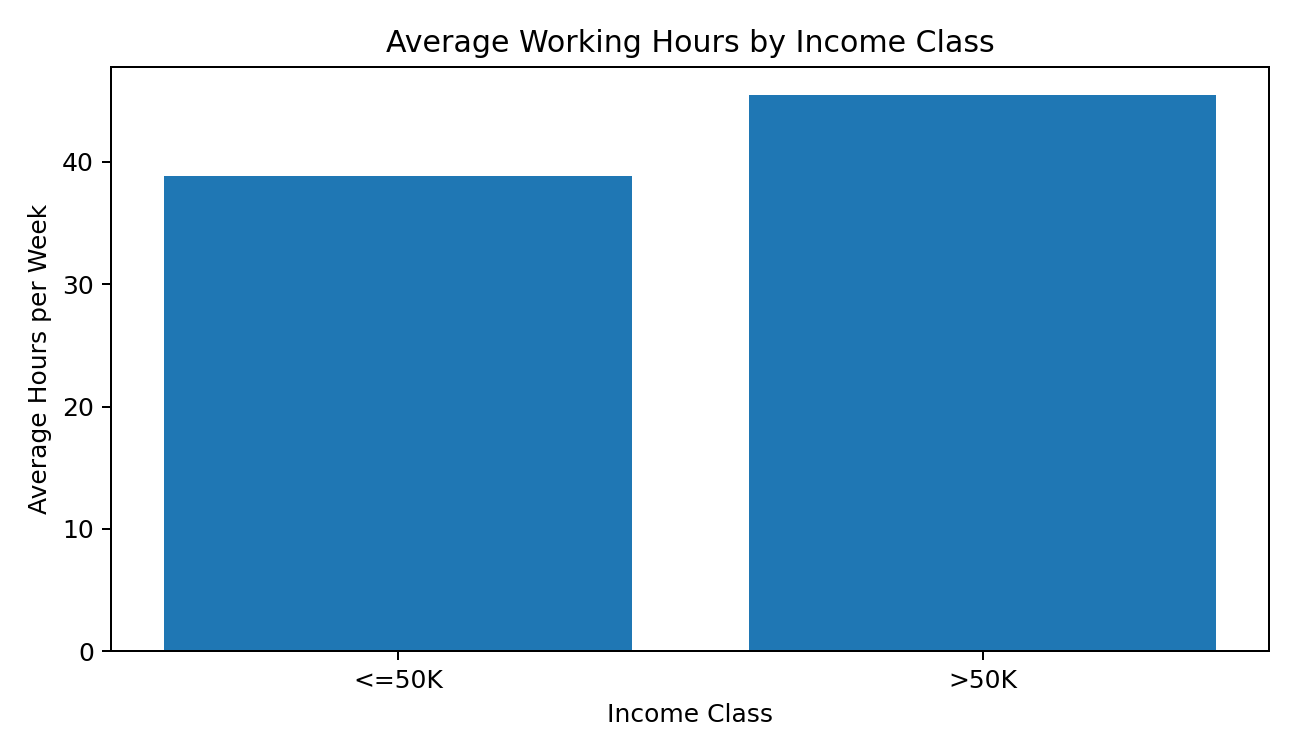 Average Working Hours by Income Class
Average Hours per Week
40
30
20
10
0
<=50K
>50K
Income Class